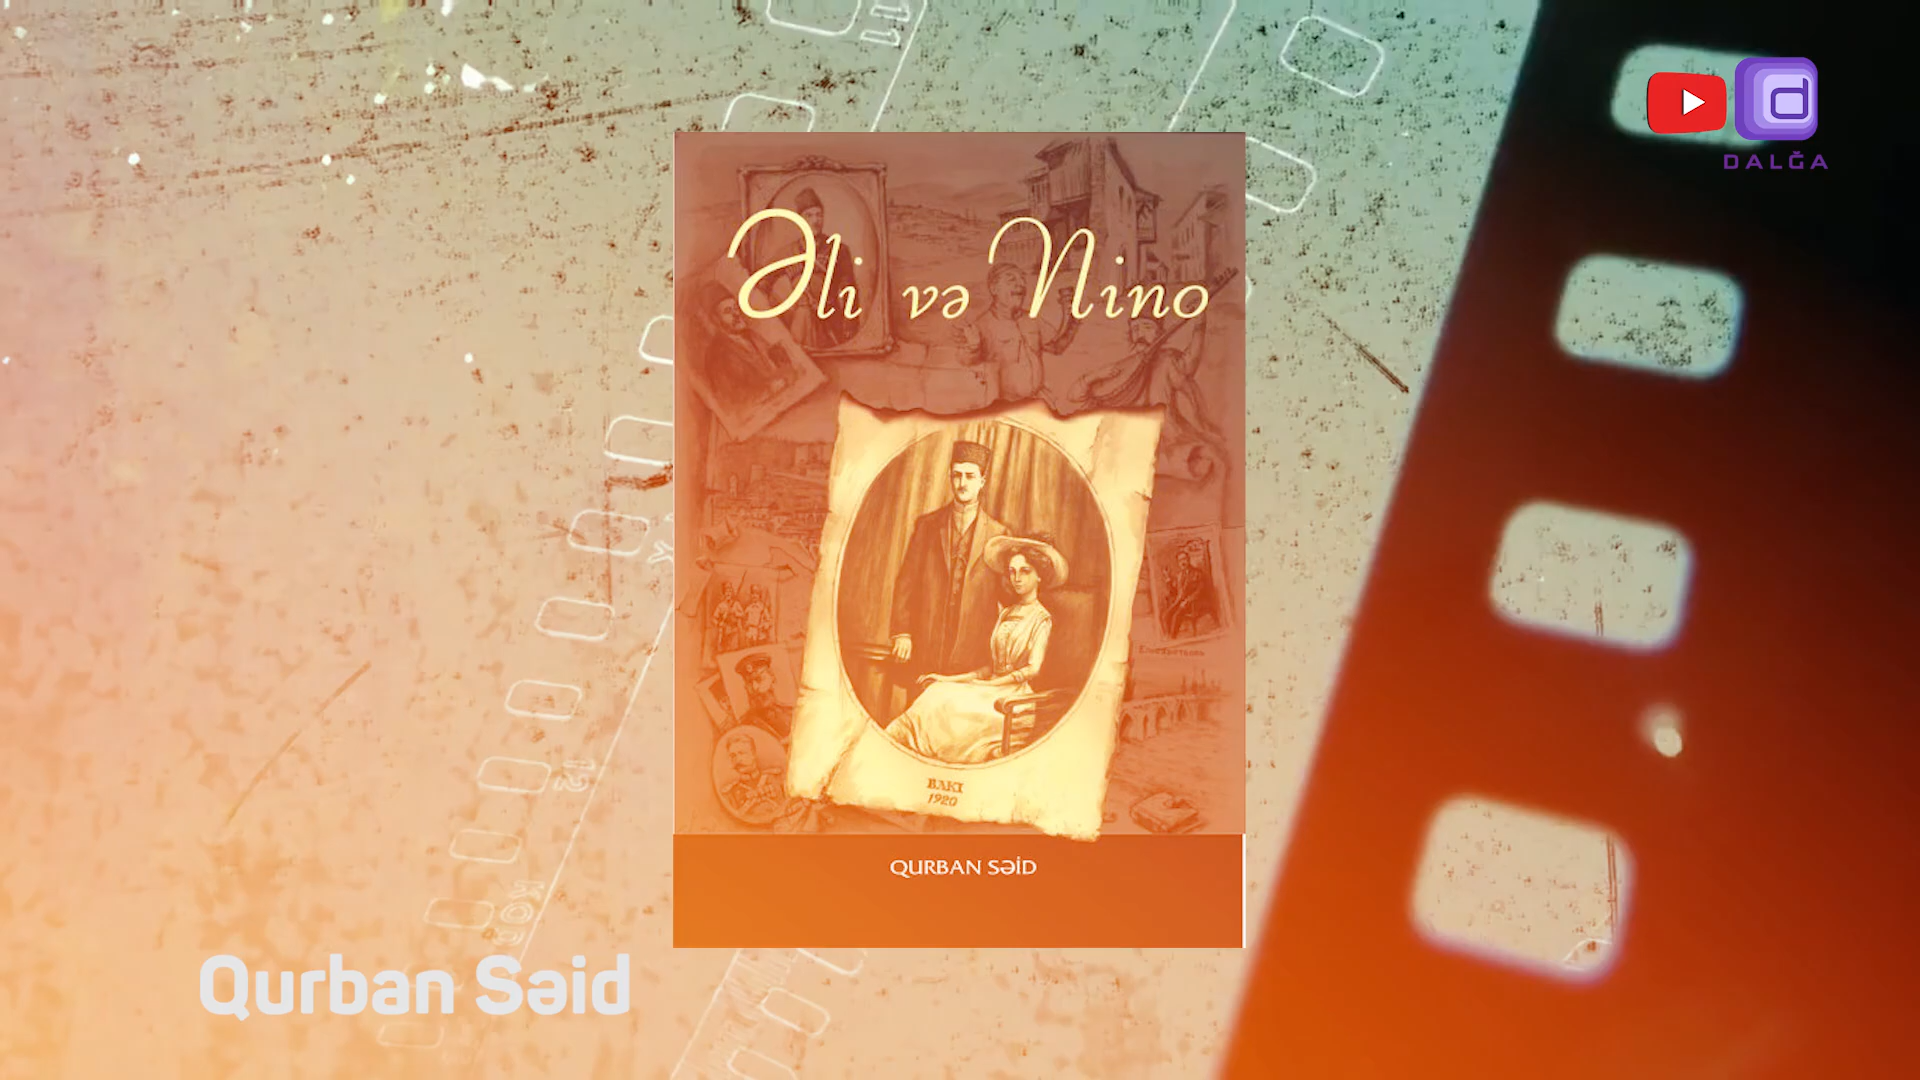 DALĞA
Əli və Nino
BAKI
1920
QURBAN SƏİD
Qurban Səid